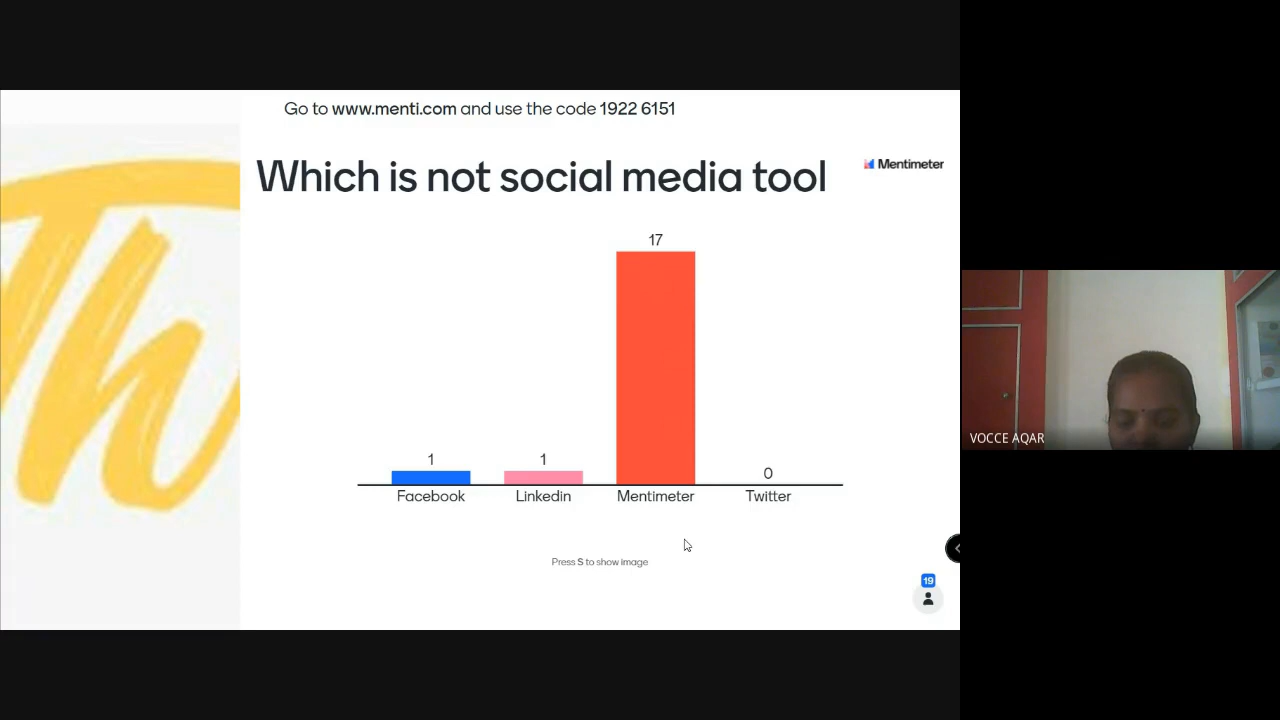 Go to www.menti.com and use the code 1922 6151
Which is not social media tool
Mentimeter
17
1
1
0
Facebook
Linkedin
Mentimeter
Twitter
Press S to show image
19
Th
VOCCE AQAR